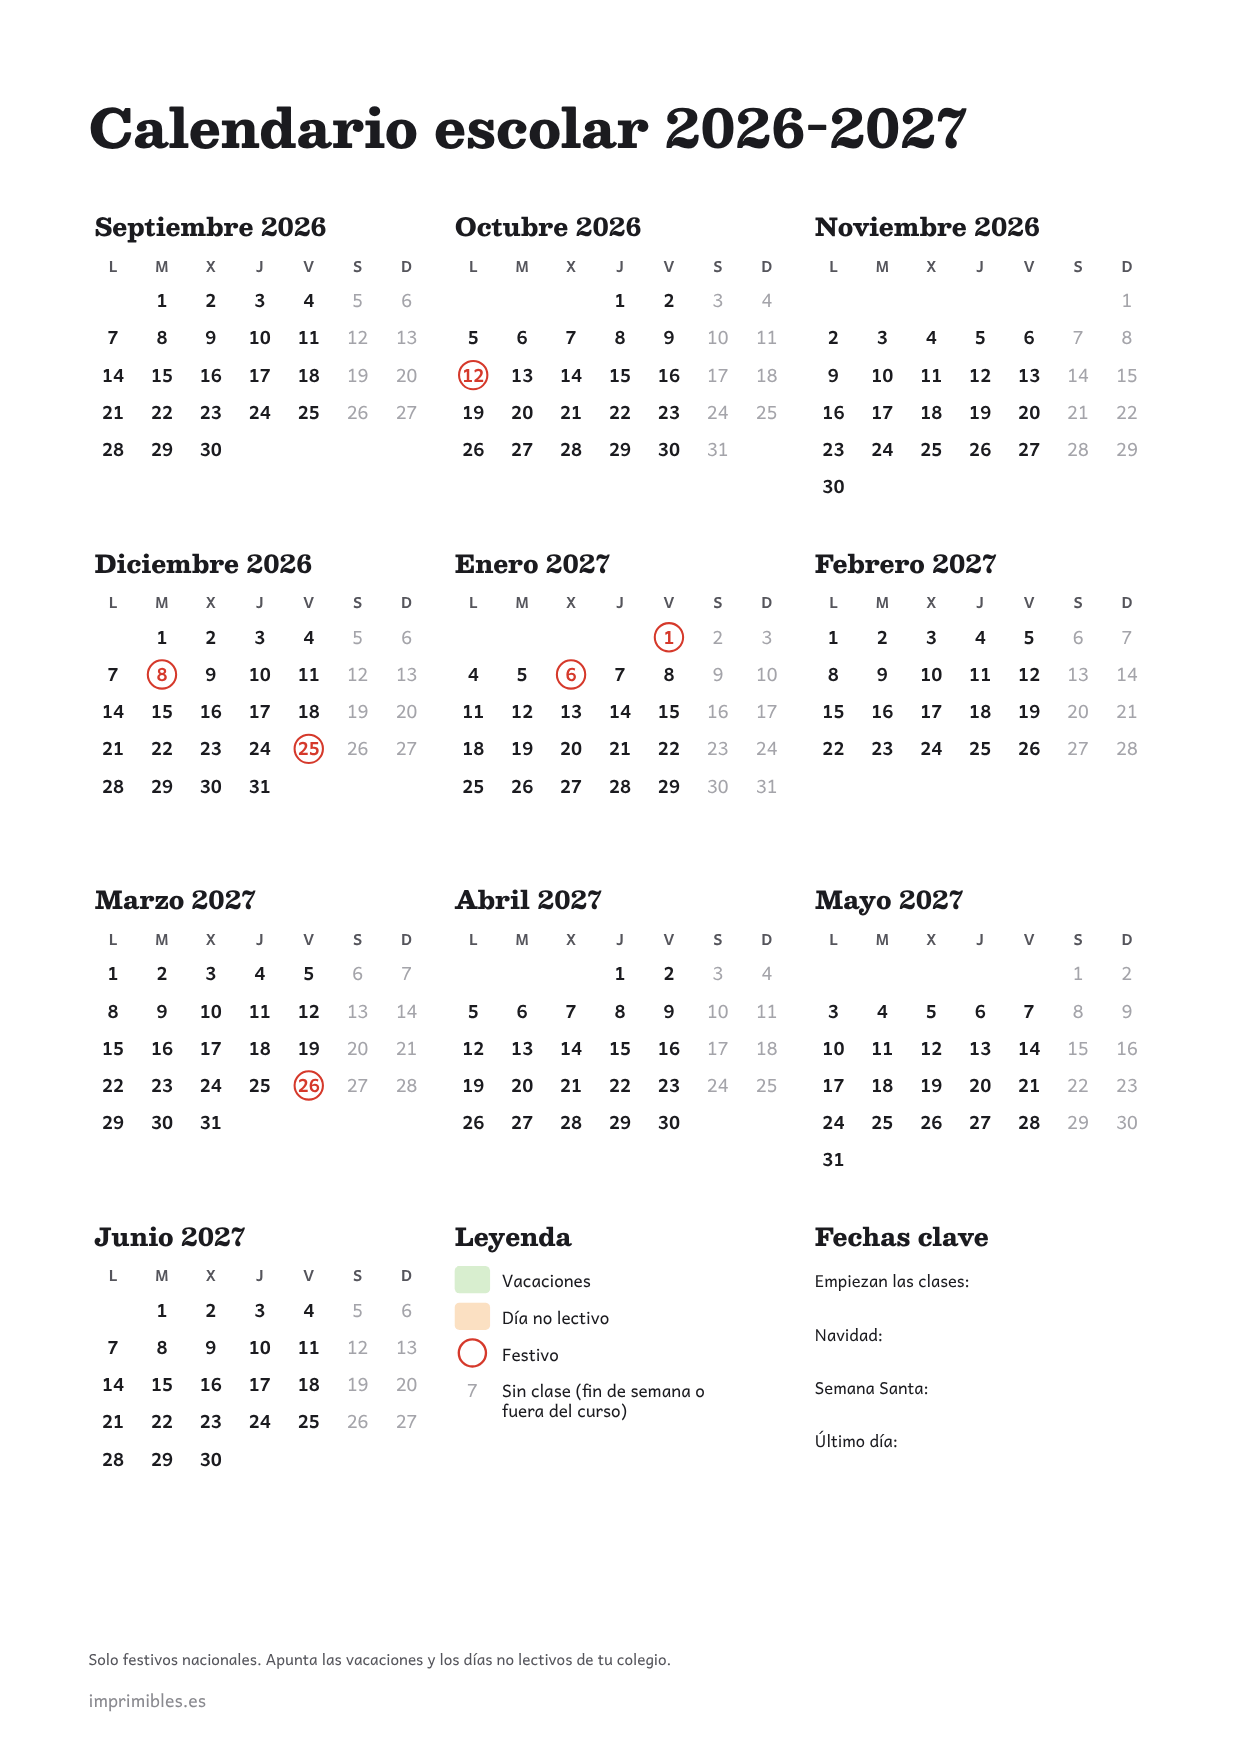 Calendario escolar 2026-2027
Septiembre 2026
L M X J V S D
1 2 3 4 5 6
7 8 9 10 11 12 13
14 15 16 17 18 19 20
21 22 23 24 25 26 27
28 29 30
Octubre 2026
L M X J V S D
1 2 3 4
5 6 7 8 9 10 11
12 13 14 15 16 17 18
19 20 21 22 23 24 25
26 27 28 29 30 31
Noviembre 2026
L M X J V S D
1
2 3 4 5 6 7 8
9 10 11 12 13 14 15
16 17 18 19 20 21 22
23 24 25 26 27 28 29
30
Diciembre 2026
L M X J V S D
1 2 3 4 5 6
7 8 9 10 11 12 13
14 15 16 17 18 19 20
21 22 23 24 25 26 27
28 29 30 31
Enero 2027
L M X J V S D
1 2 3
4 5 6 7 8 9 10
11 12 13 14 15 16 17
18 19 20 21 22 23 24
25 26 27 28 29 30 31
Febrero 2027
L M X J V S D
1 2 3 4 5 6 7
8 9 10 11 12 13 14
15 16 17 18 19 20 21
22 23 24 25 26 27 28
Marzo 2027
L M X J V S D
1 2 3 4 5 6 7
8 9 10 11 12 13 14
15 16 17 18 19 20 21
22 23 24 25 26 27 28
29 30 31
Abril 2027
L M X J V S D
1 2 3 4
5 6 7 8 9 10 11
12 13 14 15 16 17 18
19 20 21 22 23 24 25
26 27 28 29 30
Mayo 2027
L M X J V S D
1 2
3 4 5 6 7 8 9
10 11 12 13 14 15 16
17 18 19 20 21 22 23
24 25 26 27 28 29 30
31
Junio 2027
L M X J V S D
1 2 3 4 5 6
7 8 9 10 11 12 13
14 15 16 17 18 19 20
21 22 23 24 25 26 27
28 29 30
Leyenda
Vacaciones
Día no lectivo
Festivo
7 Sin clase (fin de semana o
fuera del curso)
Fechas clave
Empiezan las clases:
Navidad:
Semana Santa:
Último día:
Solo festivos nacionales. Apunta las vacaciones y los días no lectivos de tu colegio.
imprimibles.es